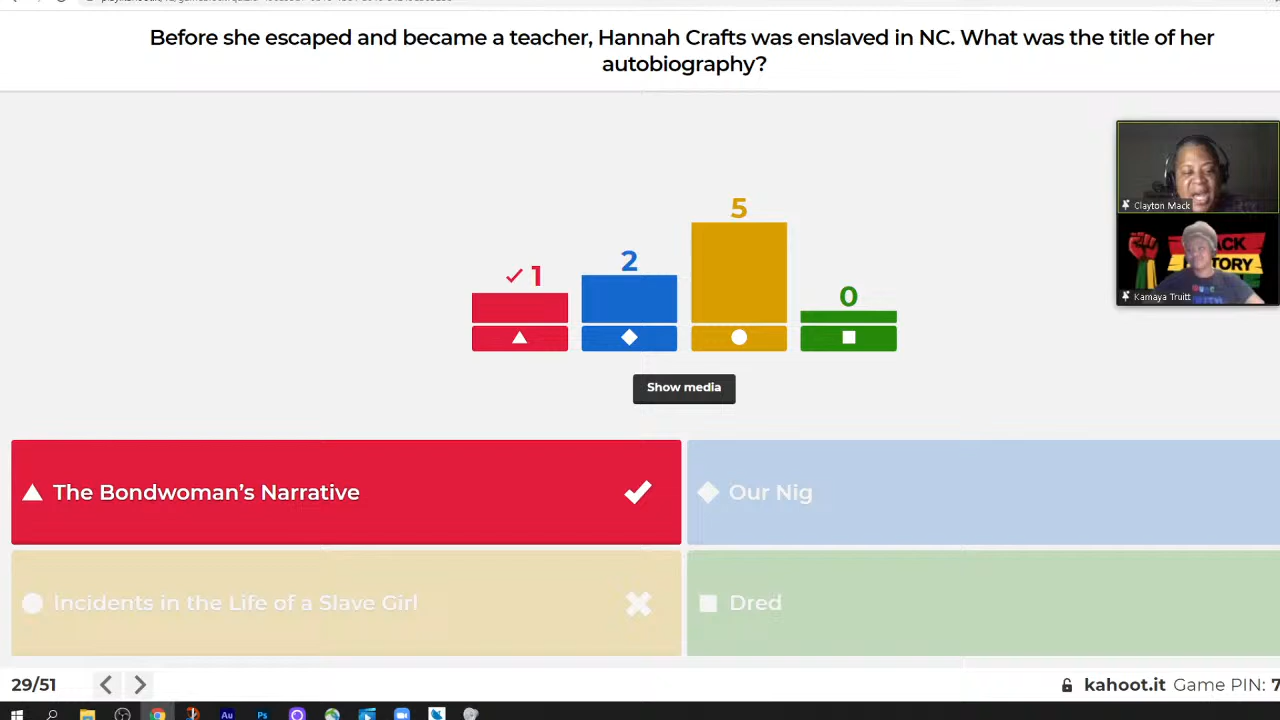 Before she escaped and became a teacher, Hannah Crafts was enslaved in NC. What was the title of her
autobiography?
Clayton Mack
Kamaya Truitt
1
2
5
0
Show media
The Bondwoman’s Narrative
Our Nig
Incidents in the Life of a Slave Girl
Dred
29/51
kahoot.it Game PIN: 7
Au
Ps